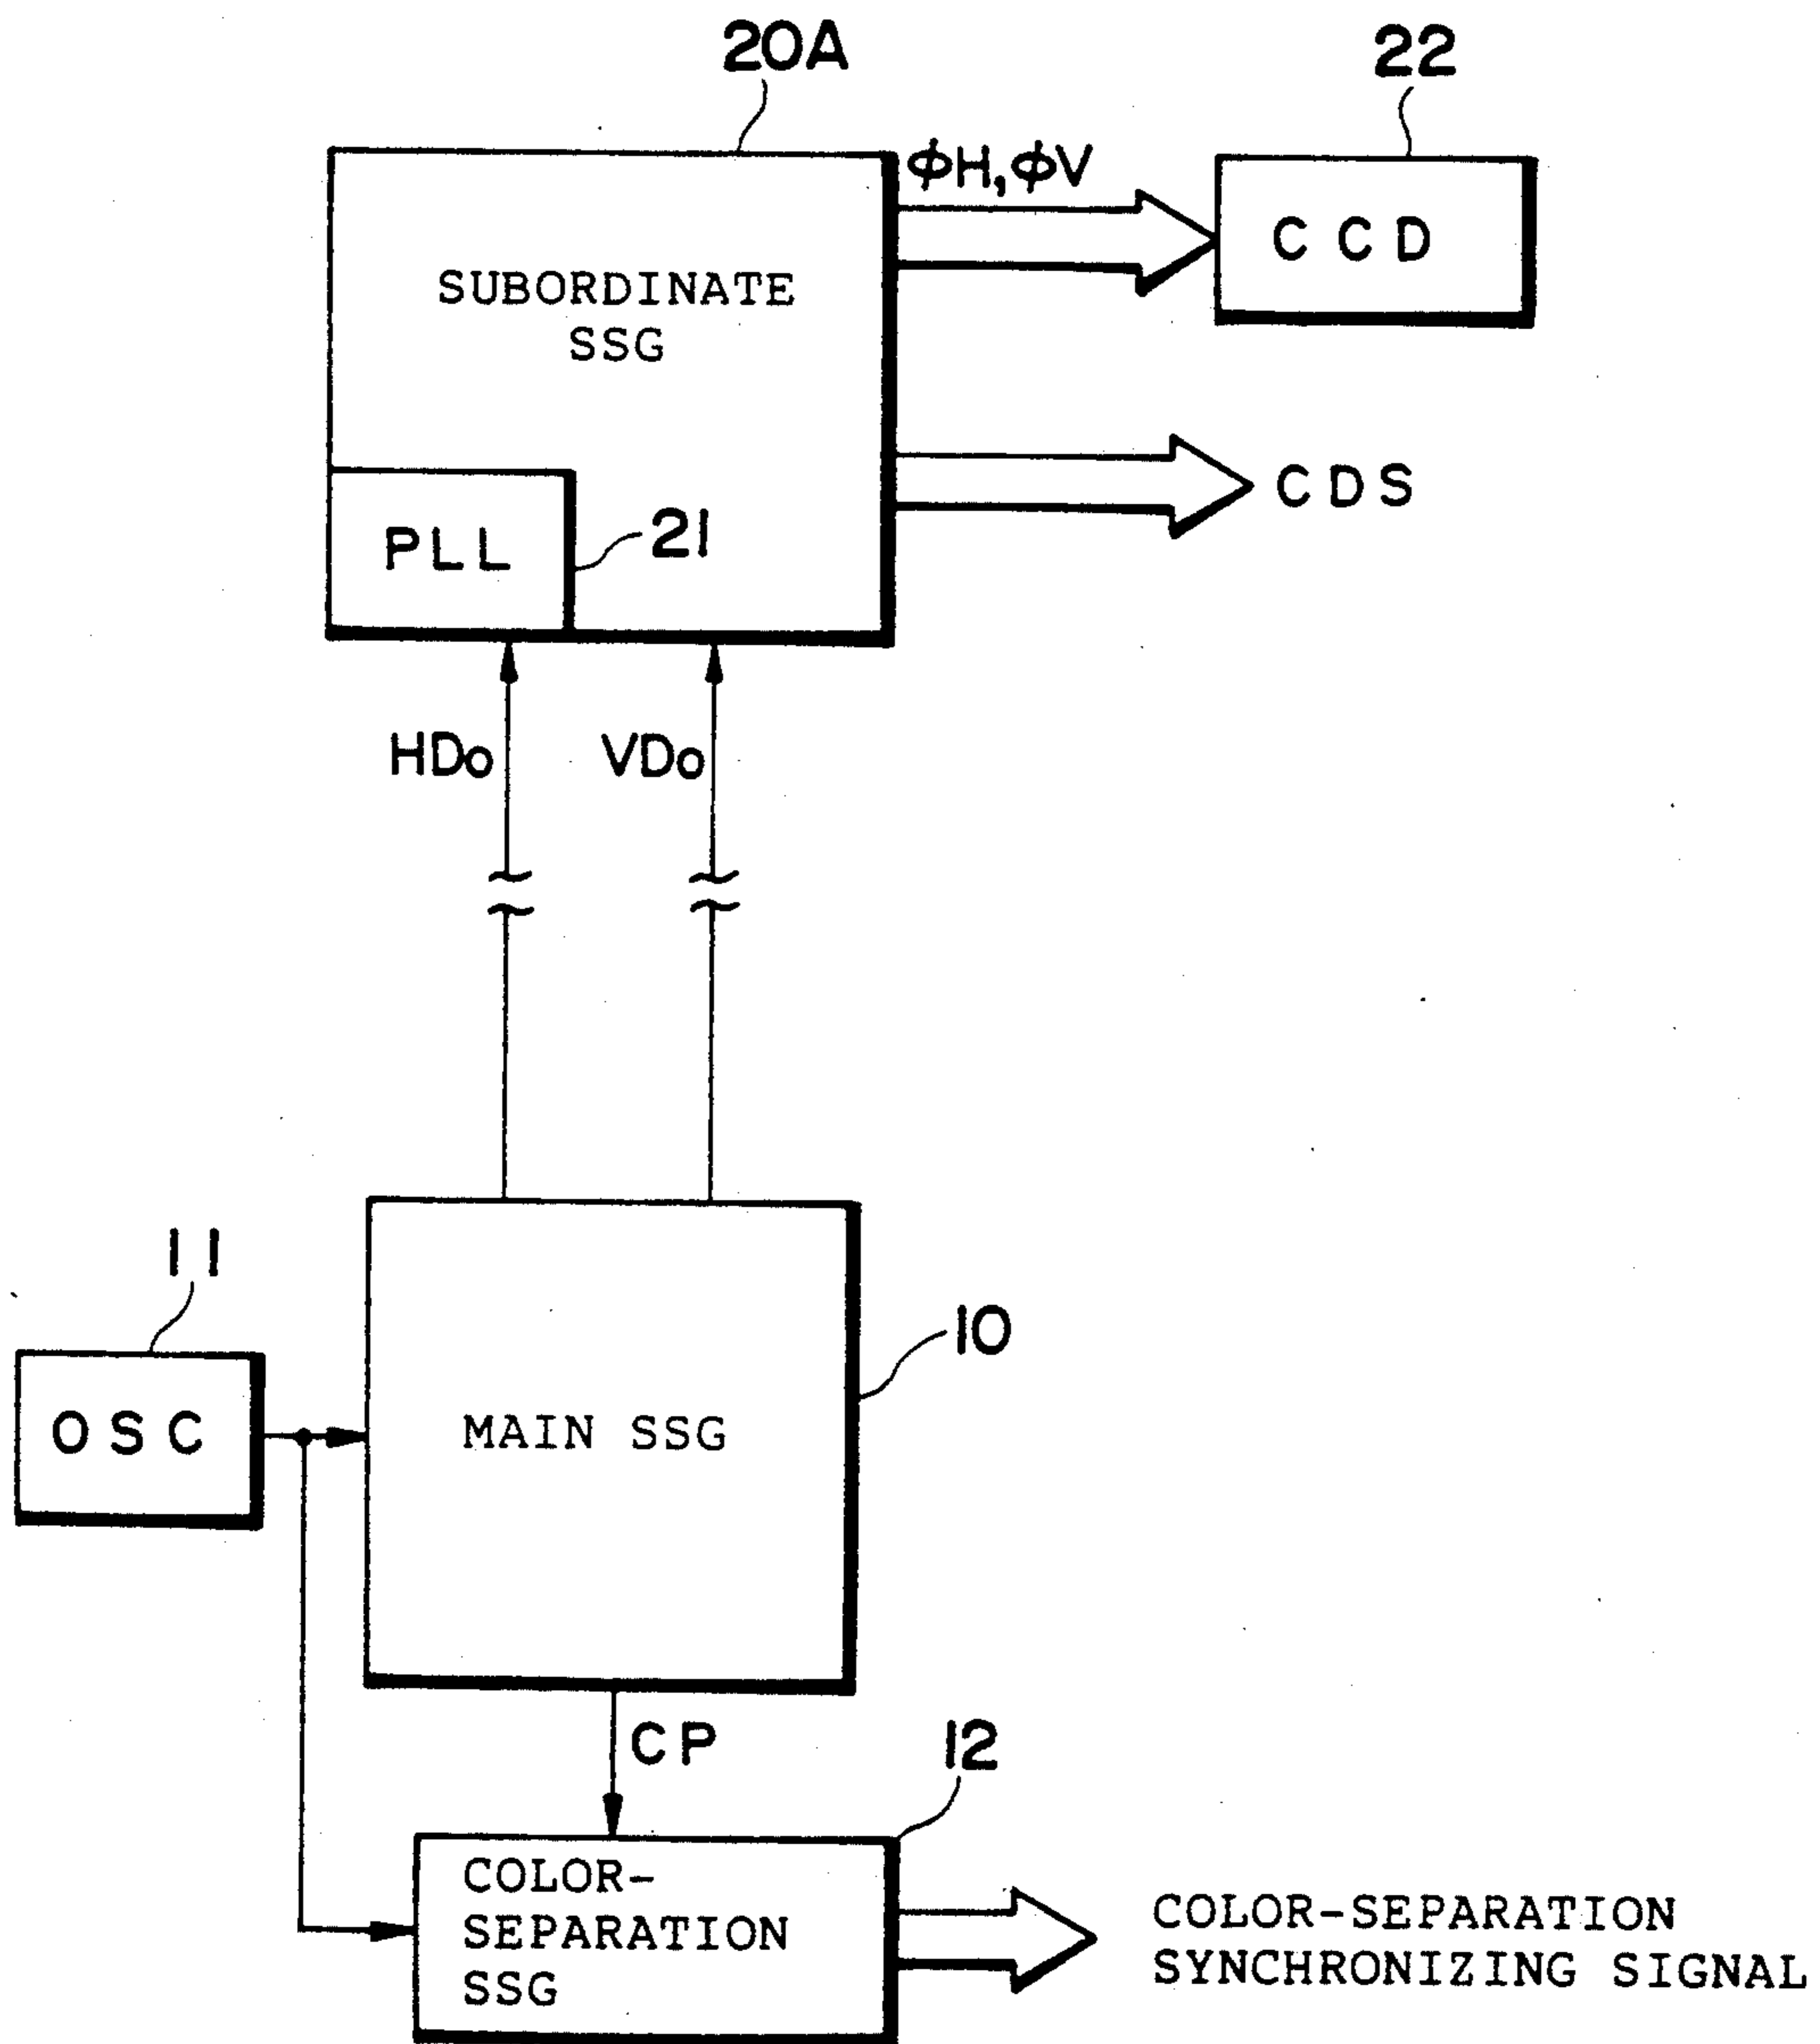 20A
22
φH,φV
C C D
SUBORDINATE
SSG
CDS
PLL
21
HDo
VDo
11
10
OSC
MAIN SSG
CP
12
COLOR-
SEPARATION
SSG
COLOR-SEPARATION
SYNCHRONIZING SIGNAL